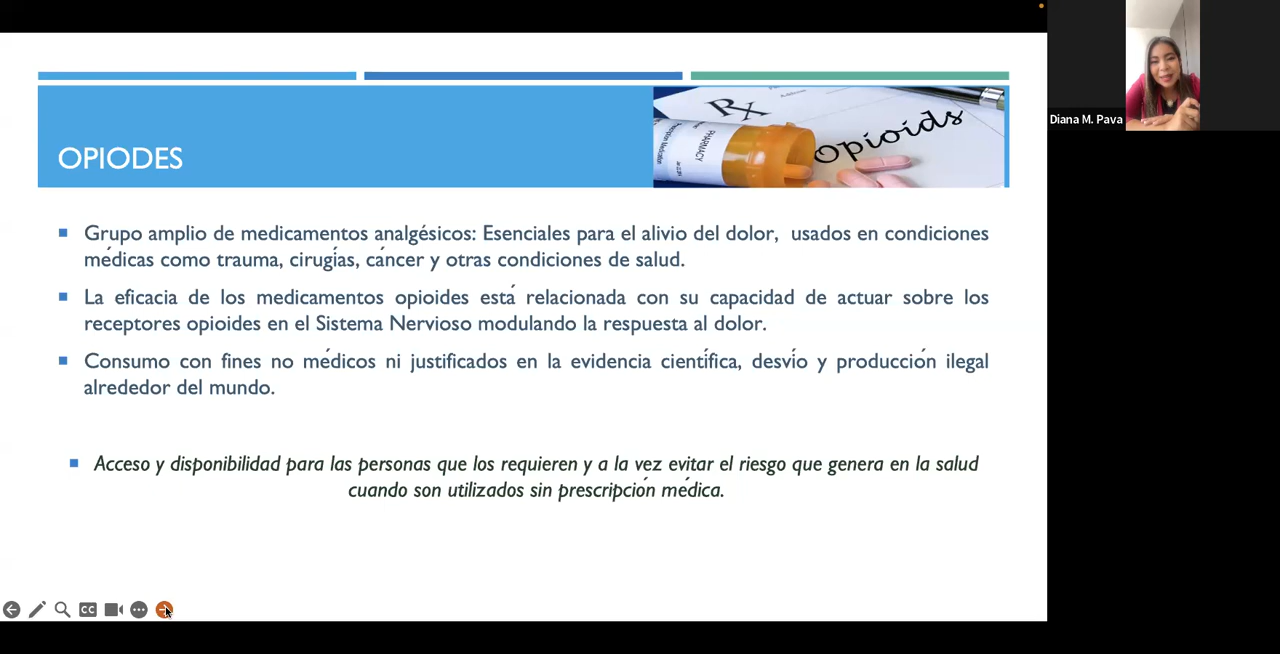 OPIODES
Rx
PHARMACY
Opioids
Grupo amplio de medicamentos analgésicos: Esenciales para el alivio del dolor, usados en condiciones
médicas como trauma, cirugías, cáncer y otras condiciones de salud.
La eficacia de los medicamentos opioides está relacionada con su capacidad de actuar sobre los
receptores opioides en el Sistema Nervioso modulando la respuesta al dolor.
Consumo con fines no médicos ni justificados en la evidencia científica, desvío y producción ilegal
alrededor del mundo.
Acceso y disponibilidad para las personas que los requieren y a la vez evitar el riesgo que genera en la salud
cuando son utilizados sin prescripción médica.
CC
Diana M. Pava